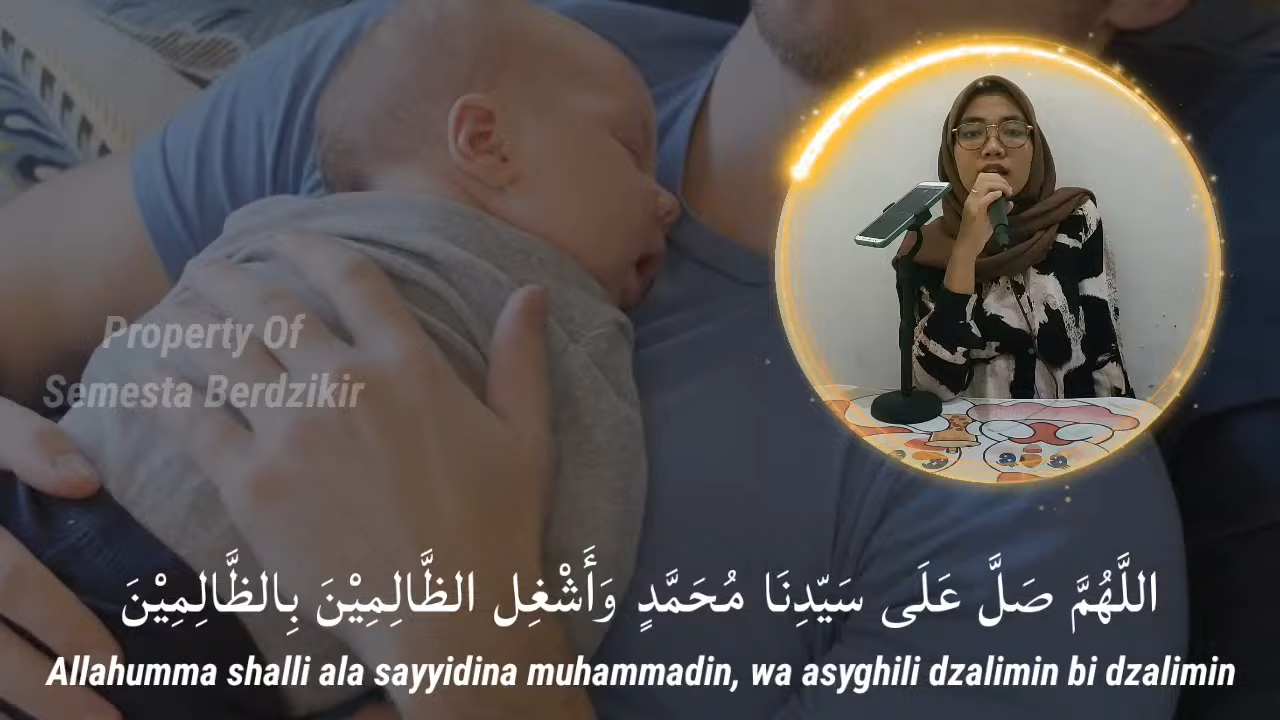 Property Of
Semesta Berdzikir
اللَّهُمَّ صَلَّ عَلَى سَيّدِنَا مُحَمَّدٍ وَأَشْغِل الظَّالِمِيْنَ بِالظَّالِمِيْنَ
Allahumma shalli ala sayyidina muhammadin, wa asyghili dzalimin bi dzalimin